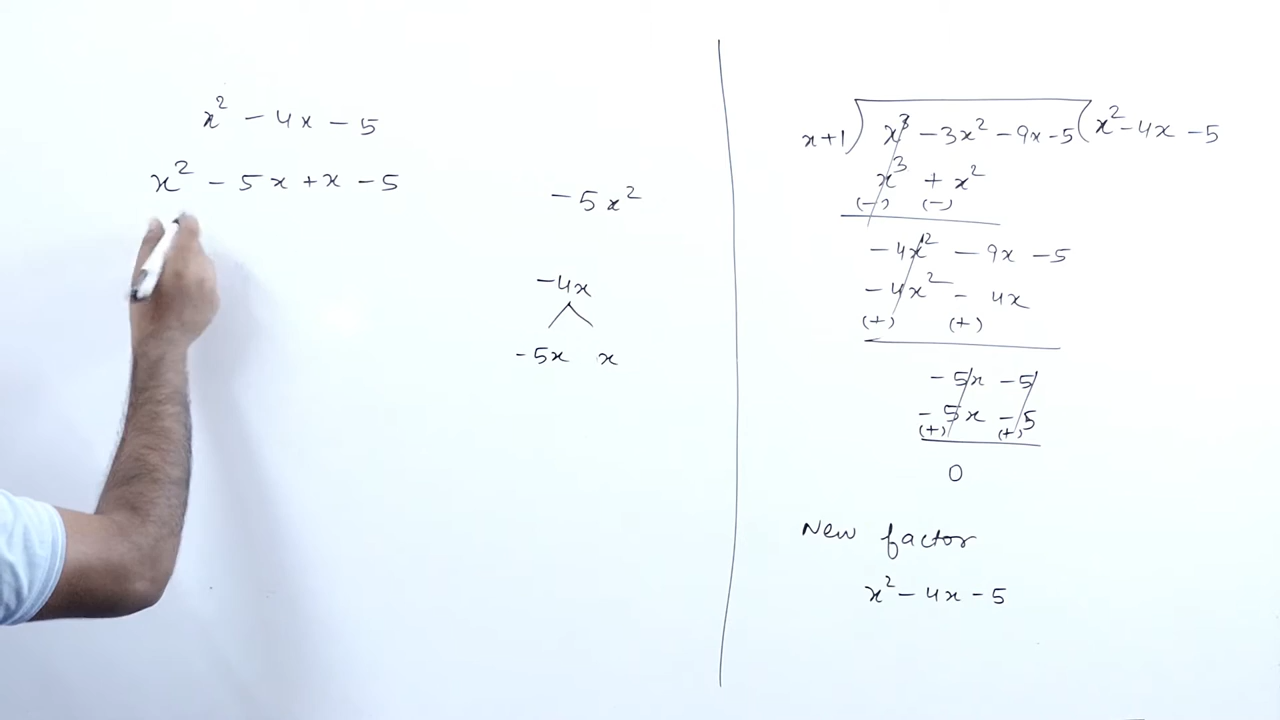 x² - 4x - 5
x² - 5x + x - 5
- 5x²
-4x
-5x x
x+1) x³ - 3x² - 9x - 5 (x² - 4x - 5
x³ + x²
(-) (-)
- 4x² - 9x - 5
- 4x² - 4x
(+) (+)
- 5x - 5
- 5x - 5
(+) (+)
0
New factor
x² - 4x - 5